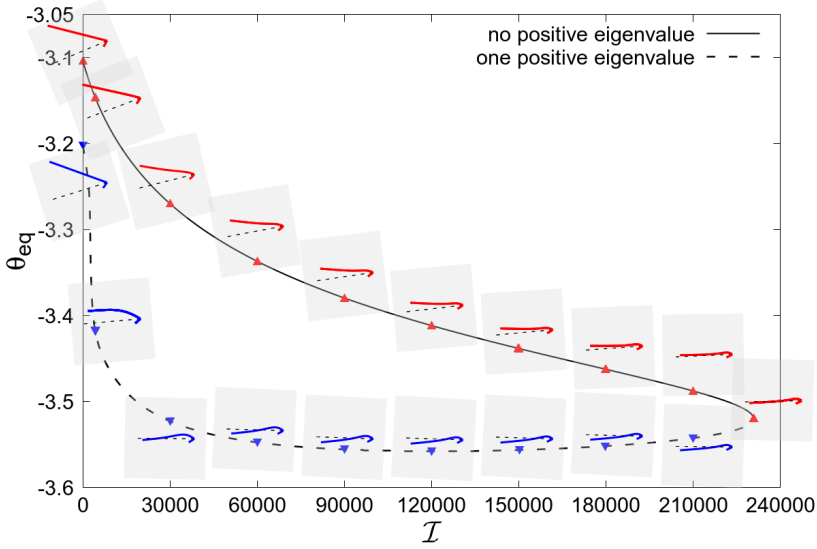 -3.05
no positive eigenvalue
one positive eigenvalue
-3.1
-3.2
-3.3
θeq
-3.4
-3.5
-3.6
0 30000 60000 90000 120000 150000 180000 210000 240000
I